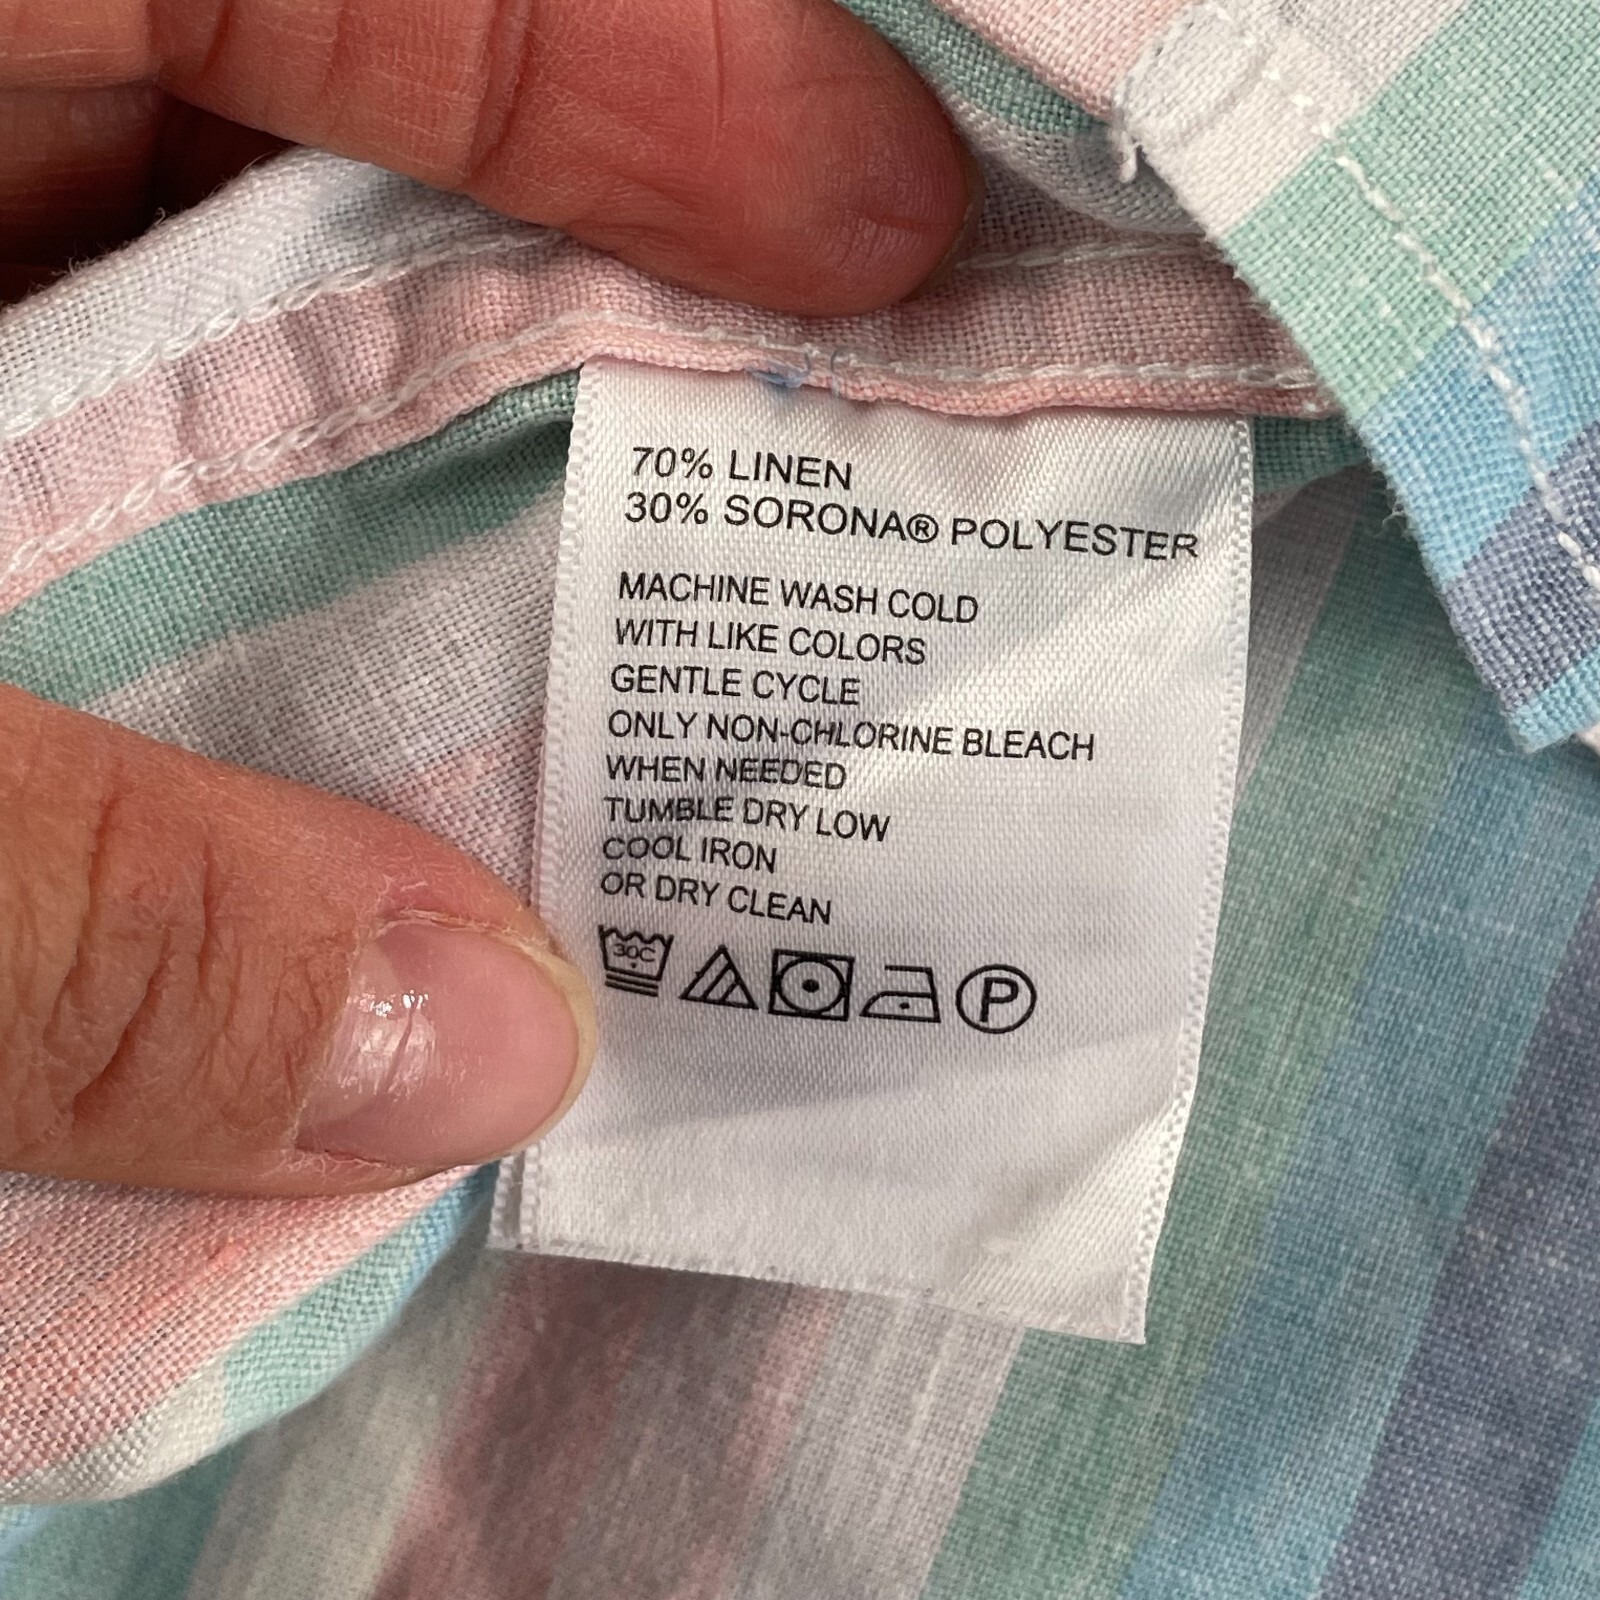 70% LINEN
30% SORONA® POLYESTER
MACHINE WASH COLD
WITH LIKE COLORS
GENTLE CYCLE
ONLY NON-CHLORINE BLEACH
WHEN NEEDED
TUMBLE DRY LOW
COOL IRON
OR DRY CLEAN
30C P